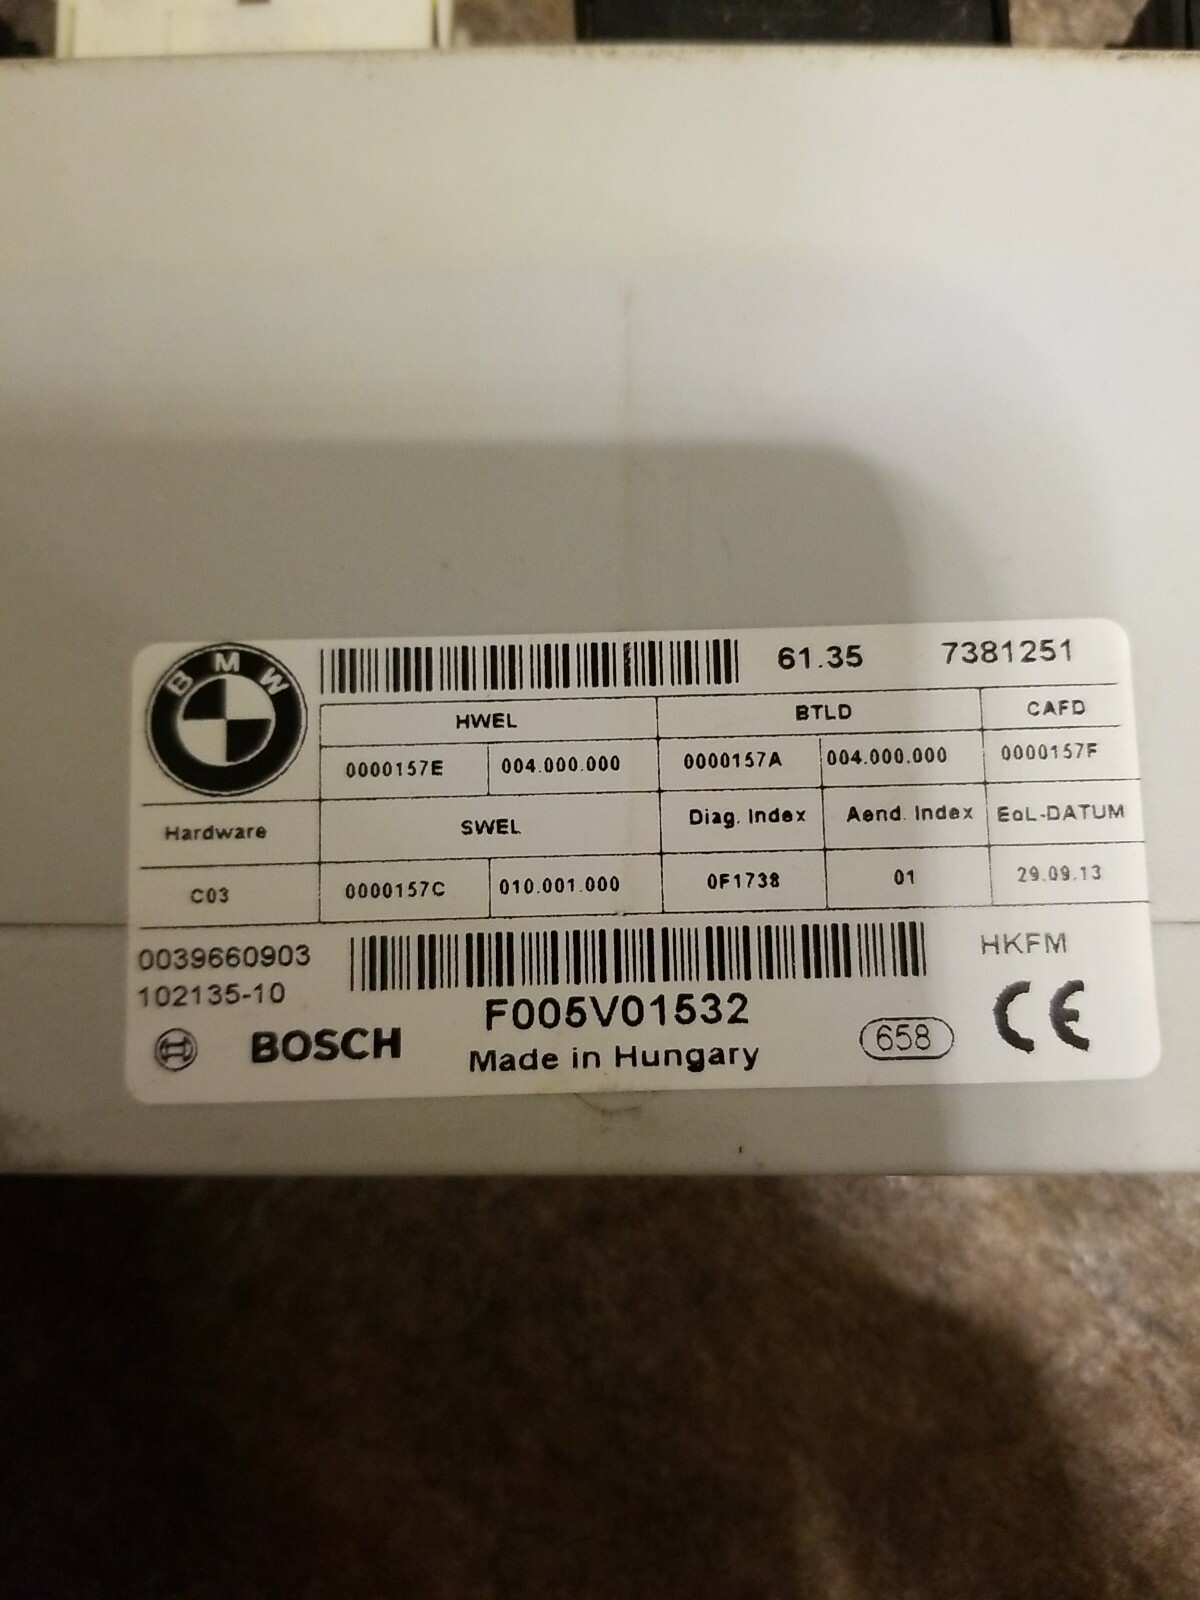 BMW
61.35 7381251
HWEL BTLD CAFD
0000157E 004.000.000 0000157A 004.000.000 0000157F
Hardware SWEL Diag. Index Aend. Index EoL-DATUM
C03 0000157C 010.001.000 0F1738 01 29.09.13
0039660903 HKFM
102135-10
F005V01532
BOSCH Made in Hungary 658 CE